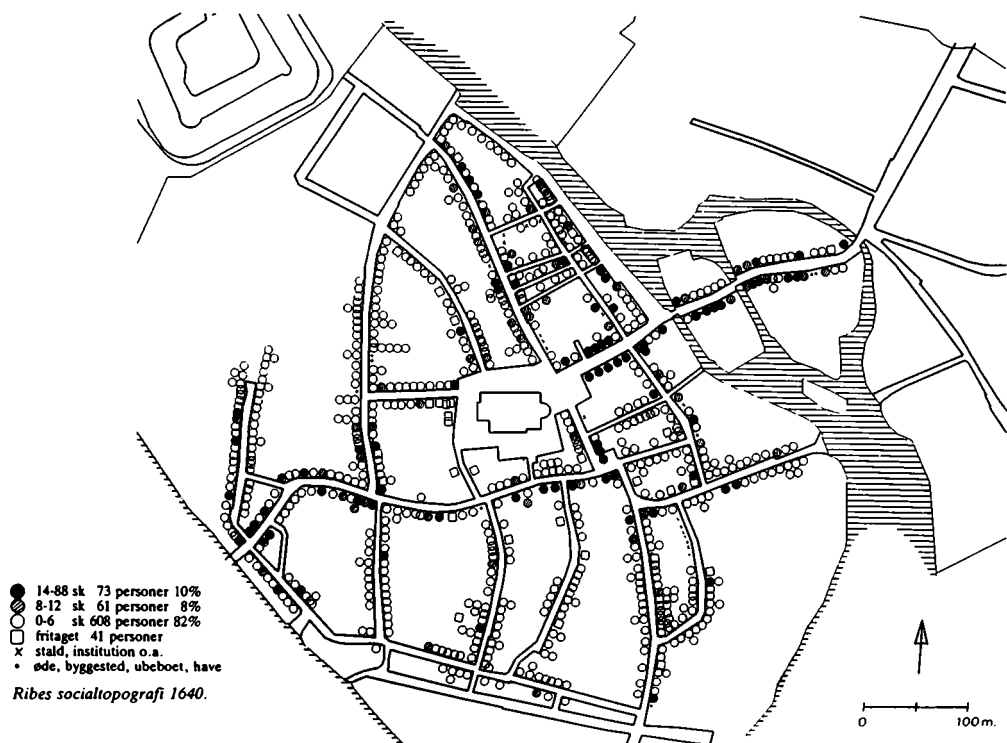 14-88 sk 73 personer 10%
8-12 sk 61 personer 8%
0-6 sk 608 personer 82%
fritaget 41 personer
x stald, institution o.a.
• øde, byggested, ubeboet, have
Ribes socialtopografi 1640.
0 100 m.